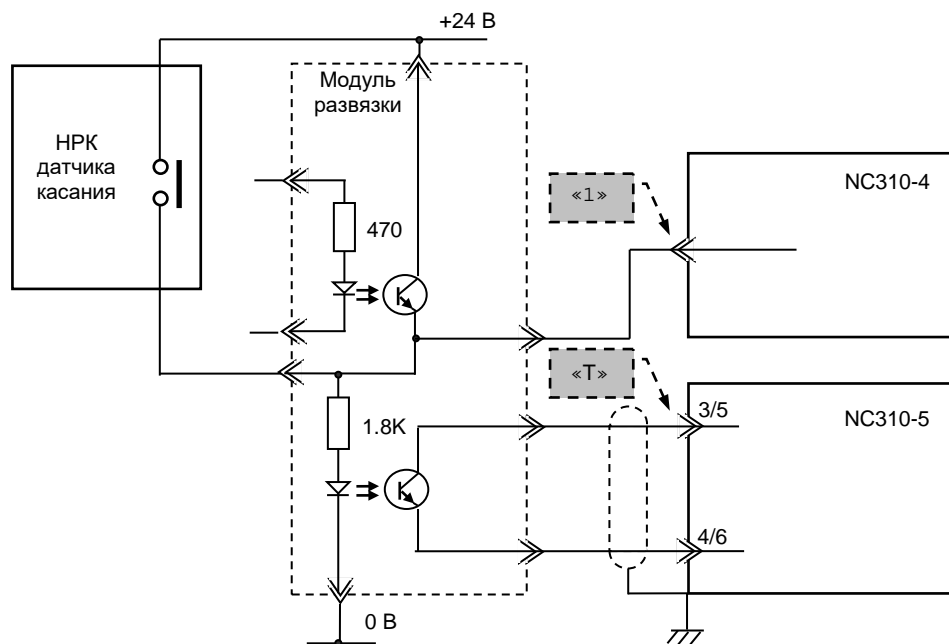 +24 В
Модуль
развязки
НРК
датчика
касания
NC310-4
«1»
470
«Т»
3/5
NC310-5
1.8K
4/6
0 В